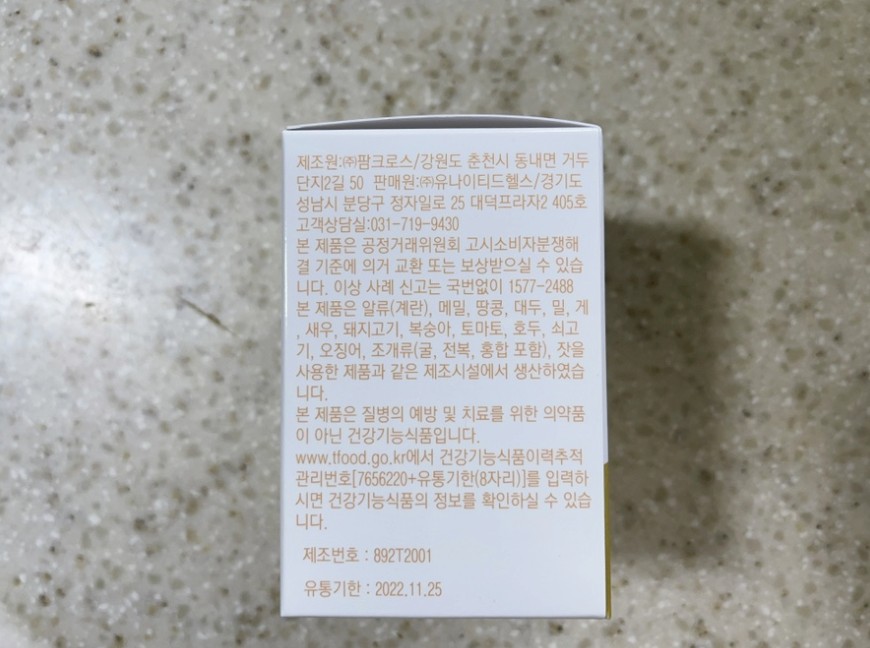 제조원:㈜팜크로스/강원도 춘천시 동내면 거두
단지2길 50 판매원:㈜유나이티드헬스/경기도
성남시 분당구 정자일로 25 대덕프라자2 405호
고객상담실:031-719-9430
본 제품은 공정거래위원회 고시소비자분쟁해
결 기준에 의거 교환 또는 보상받으실 수 있습
니다. 이상 사례 신고는 국번없이 1577-2488
본 제품은 알류(계란), 메밀, 땅콩, 대두, 밀, 게
, 새우, 돼지고기, 복숭아, 토마토, 호두, 쇠고
기, 오징어, 조개류(굴, 전복, 홍합 포함), 잣을
사용한 제품과 같은 제조시설에서 생산하였습
니다.
본 제품은 질병의 예방 및 치료를 위한 의약품
이 아닌 건강기능식품입니다.
www.tfood.go.kr에서 건강기능식품이력추적
관리번호[7656220+유통기한(8자리)]를 입력하
시면 건강기능식품의 정보를 확인하실 수 있습
니다.
제조번호 : 892T2001
유통기한 : 2022.11.25